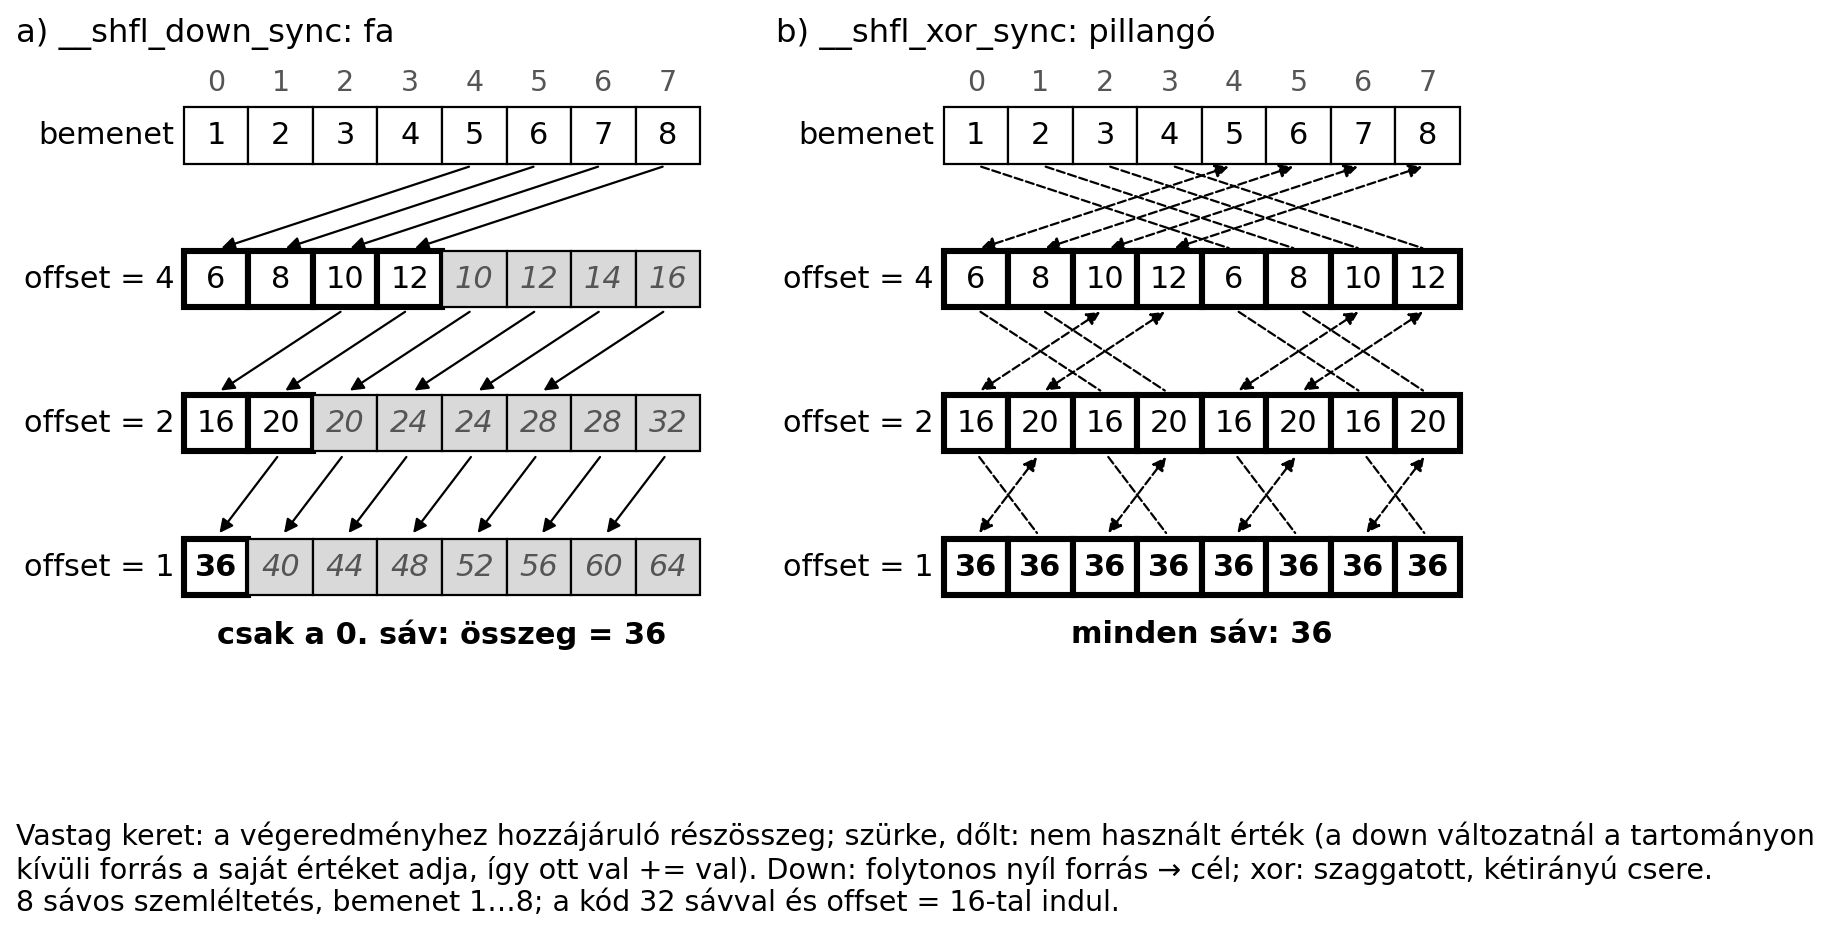 a) __shfl_down_sync: fa
0 1 2 3 4 5 6 7
bemenet 1 2 3 4 5 6 7 8
offset = 4 6 8 10 12 10 12 14 16
offset = 2 16 20 20 24 24 28 28 32
offset = 1 36 40 44 48 52 56 60 64
csak a 0. sáv: összeg = 36
b) __shfl_xor_sync: pillangó
0 1 2 3 4 5 6 7
bemenet 1 2 3 4 5 6 7 8
offset = 4 6 8 10 12 6 8 10 12
offset = 2 16 20 16 20 16 20 16 20
offset = 1 36 36 36 36 36 36 36 36
minden sáv: 36
Vastag keret: a végeredményhez hozzájáruló részösszeg; szürke, dőlt: nem használt érték (a down változatnál a tartományon
kívüli forrás a saját értéket adja, így ott val += val). Down: folytonos nyíl forrás → cél; xor: szaggatott, kétirányú csere.
8 sávos szemléltetés, bemenet 1…8; a kód 32 sávval és offset = 16-tal indul.